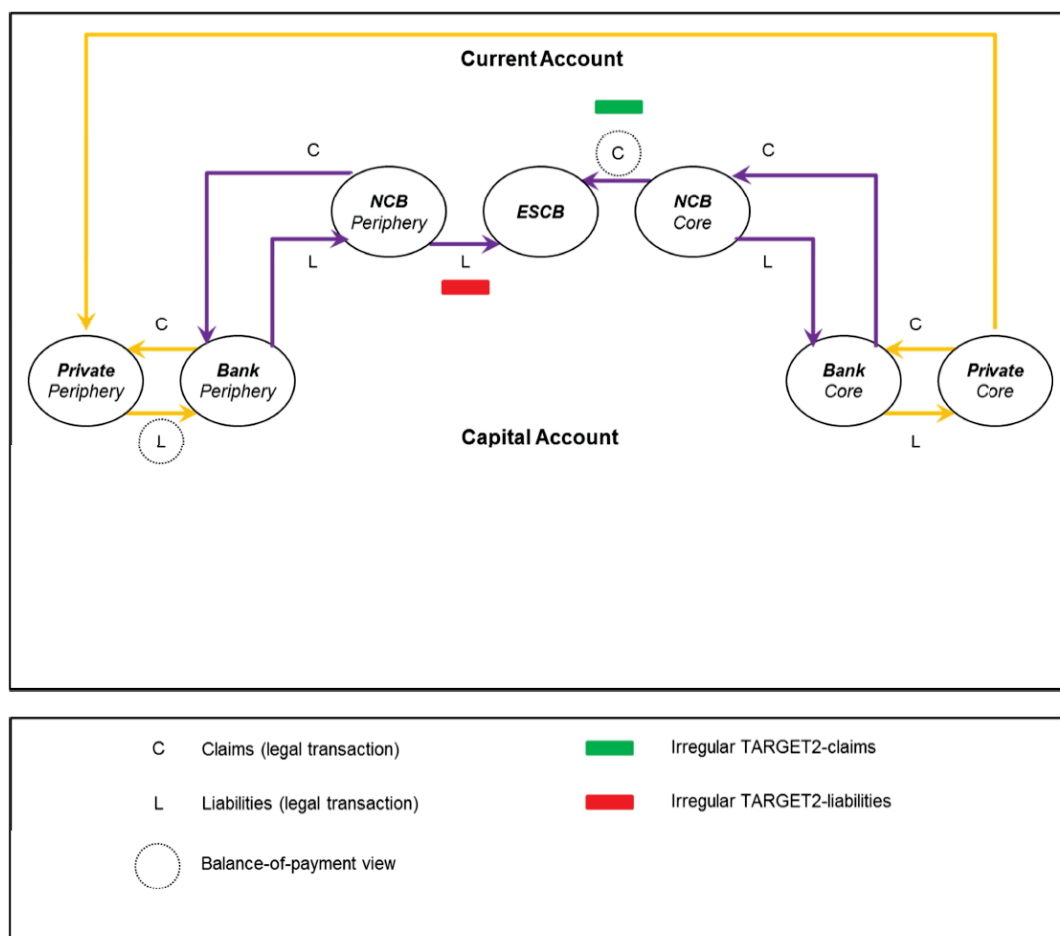 Current Account
C
C
C
NCB
Periphery
ESCB
NCB
Core
L
L
L
C
C
Private
Periphery
Bank
Periphery
Bank
Core
Private
Core
L
Capital Account
L
C Claims (legal transaction)
Irregular TARGET2-claims
L Liabilities (legal transaction)
Irregular TARGET2-liabilities
Balance-of-payment view